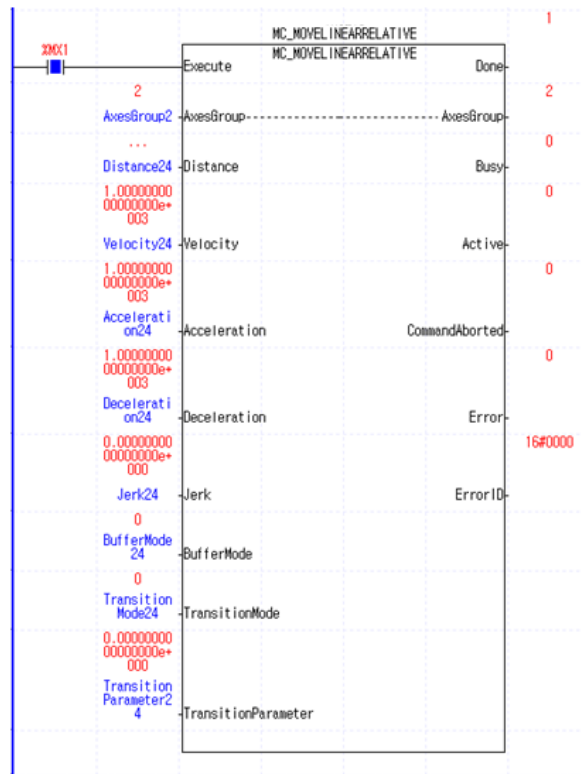 1
MC_MOVELINEARRELATIVE
%MX1
MC_MOVELINEARRELATIVE
Execute
Done
2
2
AxesGroup2
AxesGroup
AxesGroup
...
0
Distance24
Distance
Busy
1.00000000
00000000e+
003
0
Velocity24
Velocity
Active
1.00000000
00000000e+
003
0
Accelerati
on24
Acceleration
CommandAborted
1.00000000
00000000e+
003
0
Decelerati
on24
Deceleration
Error
0.00000000
00000000e+
000
16#0000
Jerk24
Jerk
ErrorID
0
BufferMode
24
BufferMode
0
Transition
Mode24
TransitionMode
0.00000000
00000000e+
000
Transition
Parameter2
4
TransitionParameter